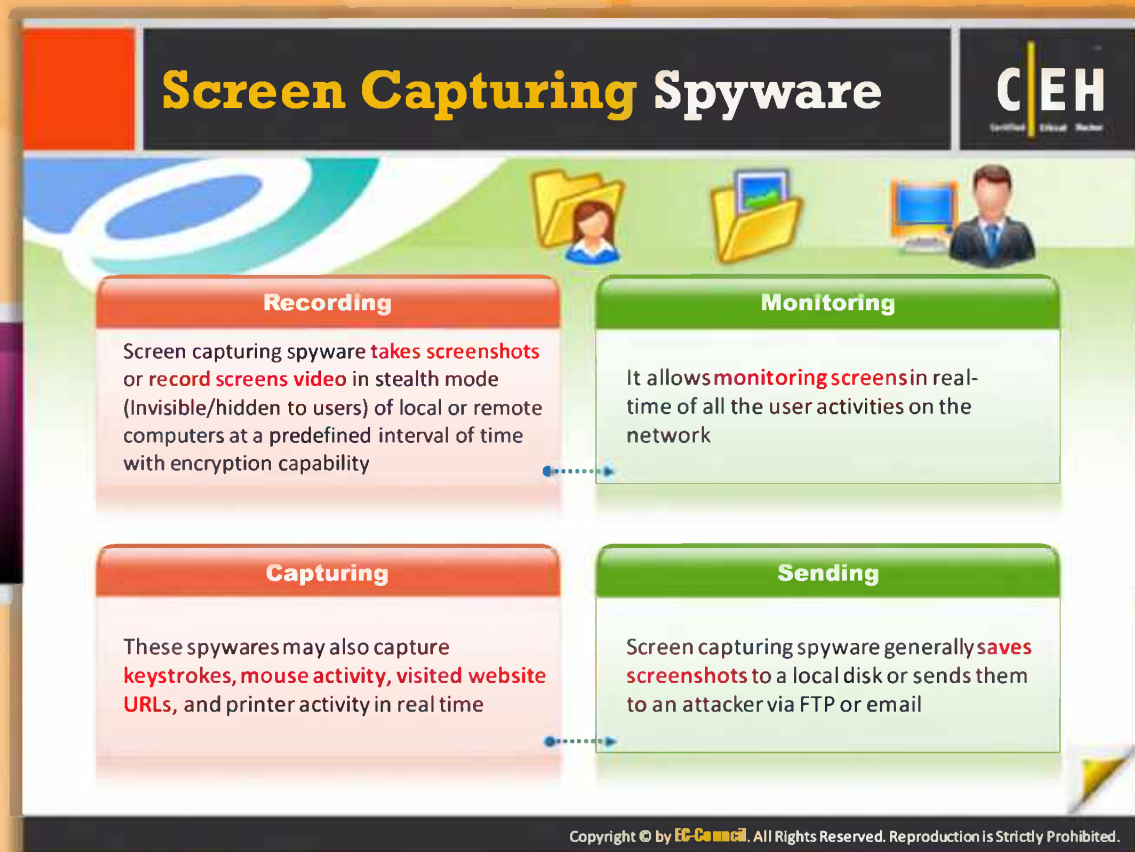 Screen Capturing Spyware
CEH
Certified Ethical Hacker
Recording
Screen capturing spyware takes screenshots
or record screens video in stealth mode
(Invisible/hidden to users) of local or remote
computers at a predefined interval of time
with encryption capability
Monitoring
It allows monitoring screens in real-
time of all the user activities on the
network
Capturing
These spywares may also capture
keystrokes, mouse activity, visited website
URLs, and printer activity in real time
Sending
Screen capturing spyware generally saves
screenshots to a local disk or sends them
to an attacker via FTP or email
Copyright © by EC-Council. All Rights Reserved. Reproduction is Strictly Prohibited.